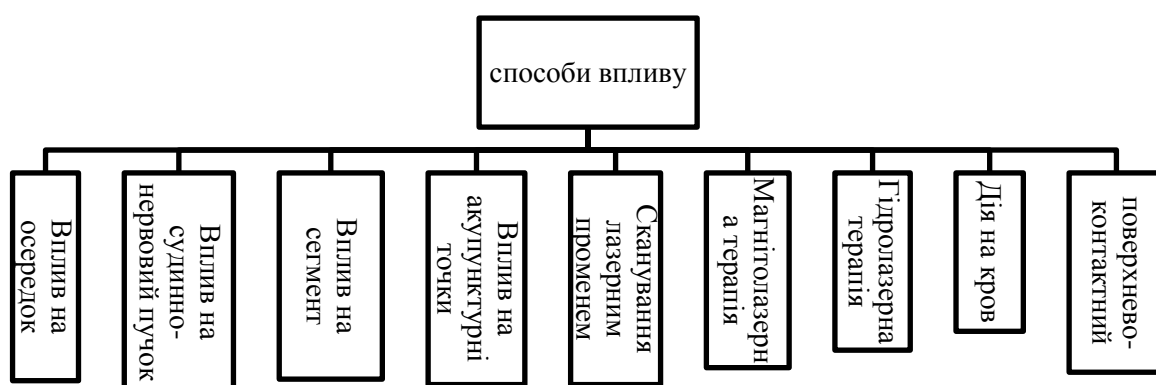 способи впливу
Вплив на
осередок
Вплив на
судинно-
нервовий пучок
Вплив на
сегмент
Вплив на
акупунктурні
точки
Сканування
лазерним
променем
Магнітолазерн
а терапія
Гідролазерна
терапія
Дія на кров
поверхнево-
контактний